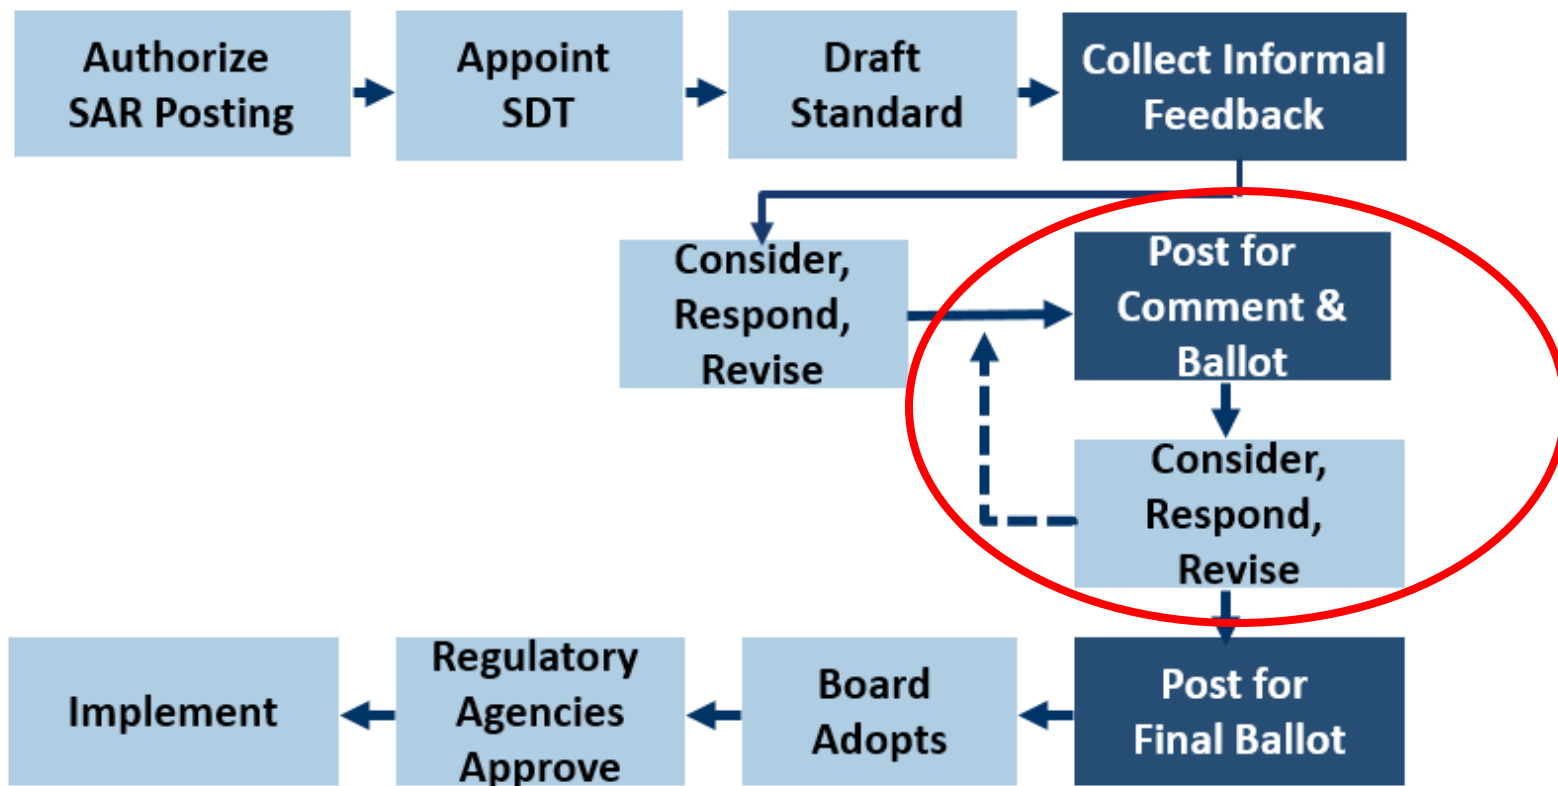 Authorize
SAR Posting
Appoint
SDT
Draft
Standard
Collect Informal
Feedback
Consider,
Respond,
Revise
Post for
Comment &
Ballot
Consider,
Respond,
Revise
Implement
Regulatory
Agencies
Approve
Board
Adopts
Post for
Final Ballot